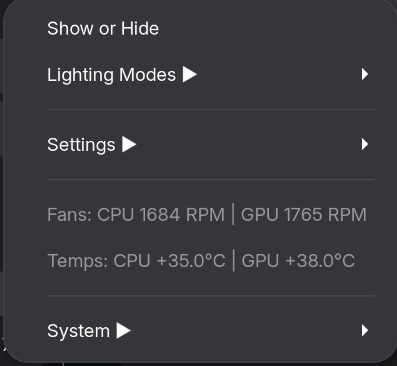 Show or Hide
Lighting Modes ▶
Settings ▶
Fans: CPU 1684 RPM | GPU 1765 RPM
Temps: CPU +35.0°C | GPU +38.0°C
System ▶